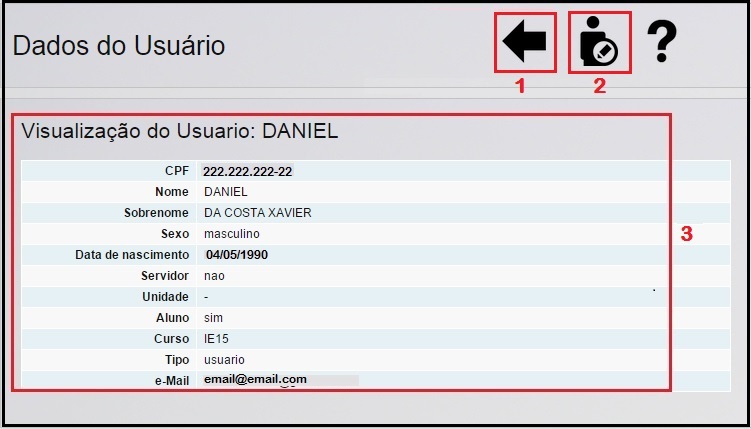 Dados do Usuário
?
1
2
Visualização do Usuario: DANIEL
CPF 222.222.222-22
Nome DANIEL
Sobrenome DA COSTA XAVIER
Sexo masculino
3
Data de nascimento 04/05/1990
Servidor nao
Unidade -
Aluno sim
Curso IE15
Tipo usuario
e-Mail email@email.com